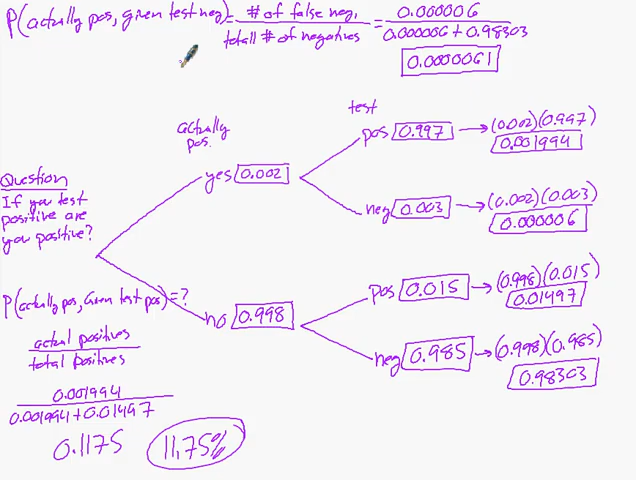 P(actually pos, given test neg) = # of false neg. / total # of negatives = 0.000006 / 0.000006 + 0.98303
0.0000061
test
actually
pos.
pos 0.997 → (0.002)(0.997)
0.001994
yes 0.002
Question
If you test
positive are
you positive?
neg 0.003 → (0.002)(0.003)
0.000006
P(actually pos, Given test pos) = ?
pos 0.015 → (0.998)(0.015)
0.01497
no 0.998
actual positives
total positives
neg 0.985 → (0.998)(0.985)
0.98303
0.001994
0.001994 + 0.01497
0.1175 11.75%